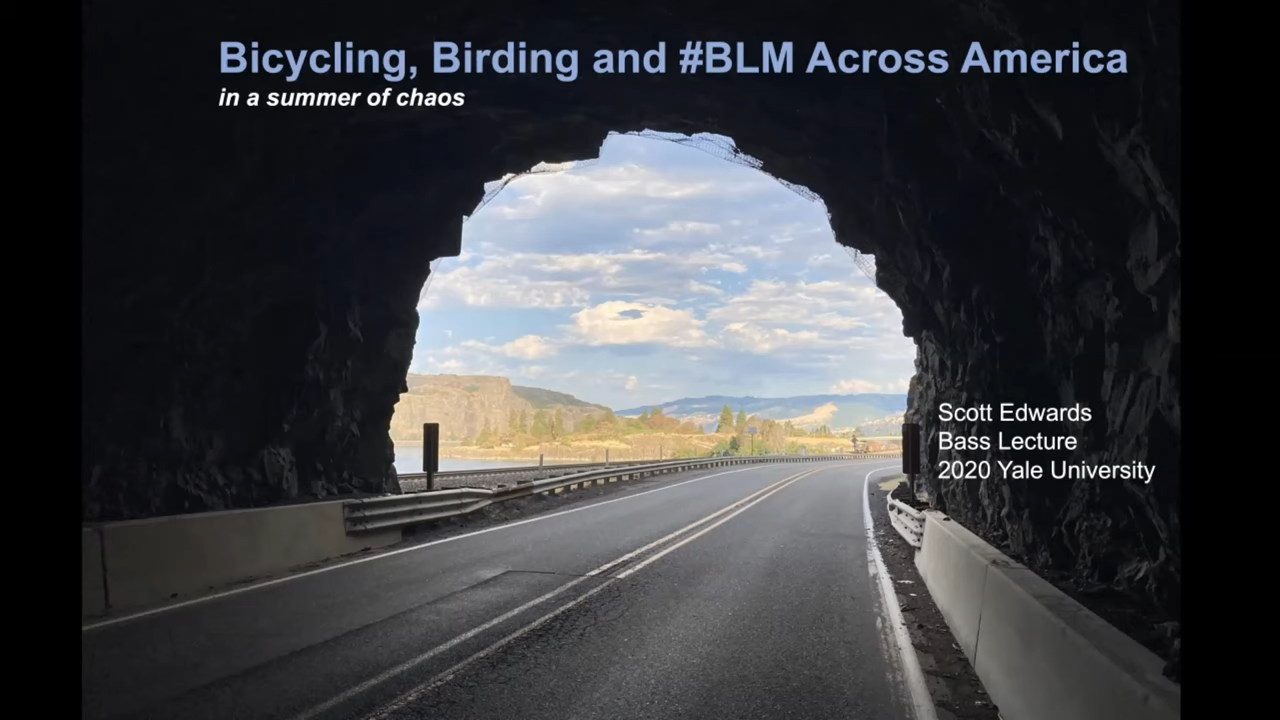 Bicycling, Birding and #BLM Across America
in a summer of chaos
Scott Edwards
Bass Lecture
2020 Yale University